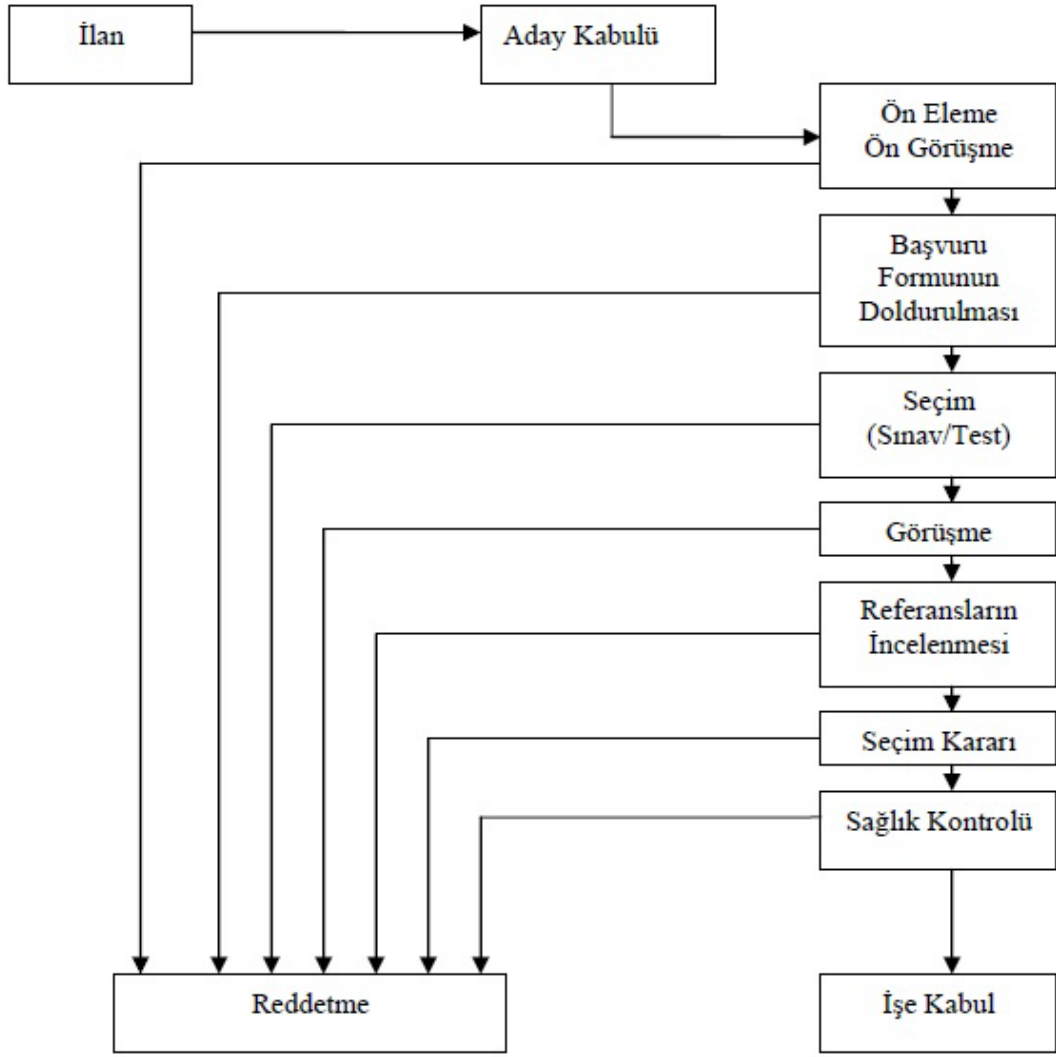 İlan
Aday Kabulü
Ön Eleme
Ön Görüşme
Başvuru
Formunun
Doldurulması
Seçim
(Sınav/Test)
Görüşme
Referansların
İncelenmesi
Seçim Kararı
Sağlık Kontrolü
Reddetme
İşe Kabul